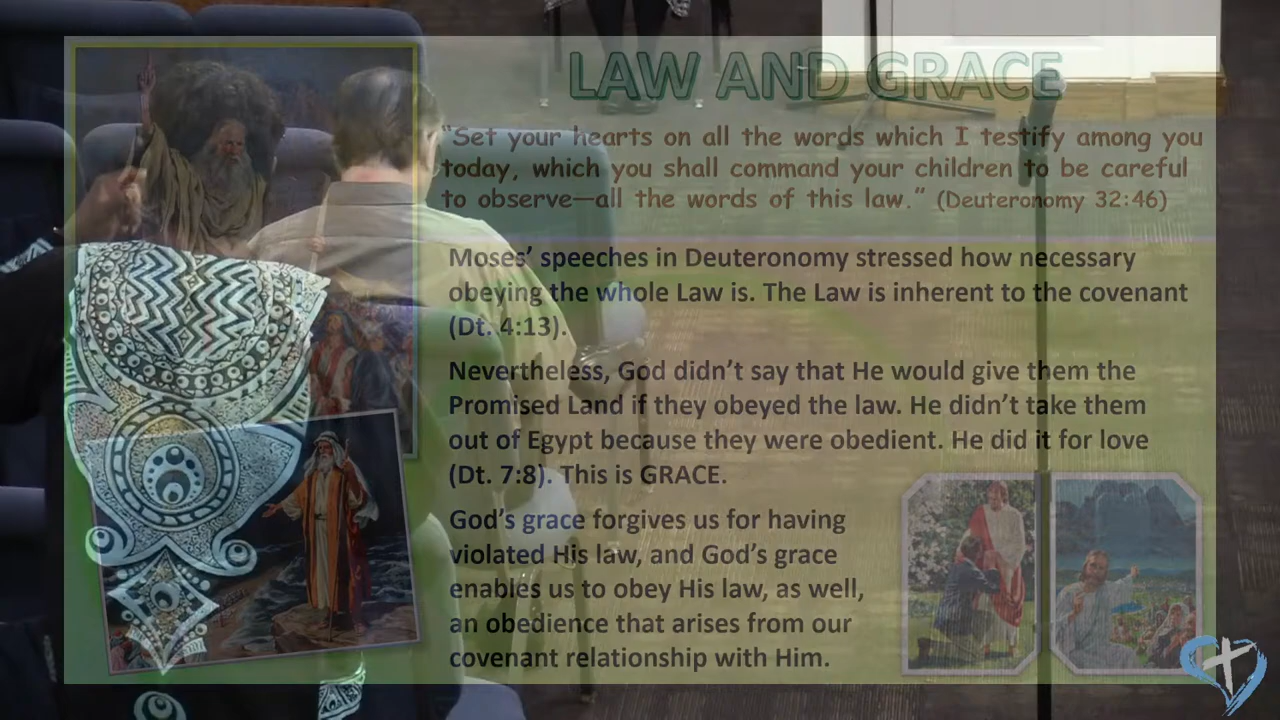 LAW AND GRACE
“Set your hearts on all the words which I testify among you
today, which you shall command your children to be careful
to observe—all the words of this law.” (Deuteronomy 32:46)
Moses’ speeches in Deuteronomy stressed how necessary
obeying the whole Law is. The Law is inherent to the covenant
(Dt. 4:13).
Nevertheless, God didn’t say that He would give them the
Promised Land if they obeyed the law. He didn’t take them
out of Egypt because they were obedient. He did it for love
(Dt. 7:8). This is GRACE.
God’s grace forgives us for having
violated His law, and God’s grace
enables us to obey His law, as well,
an obedience that arises from our
covenant relationship with Him.